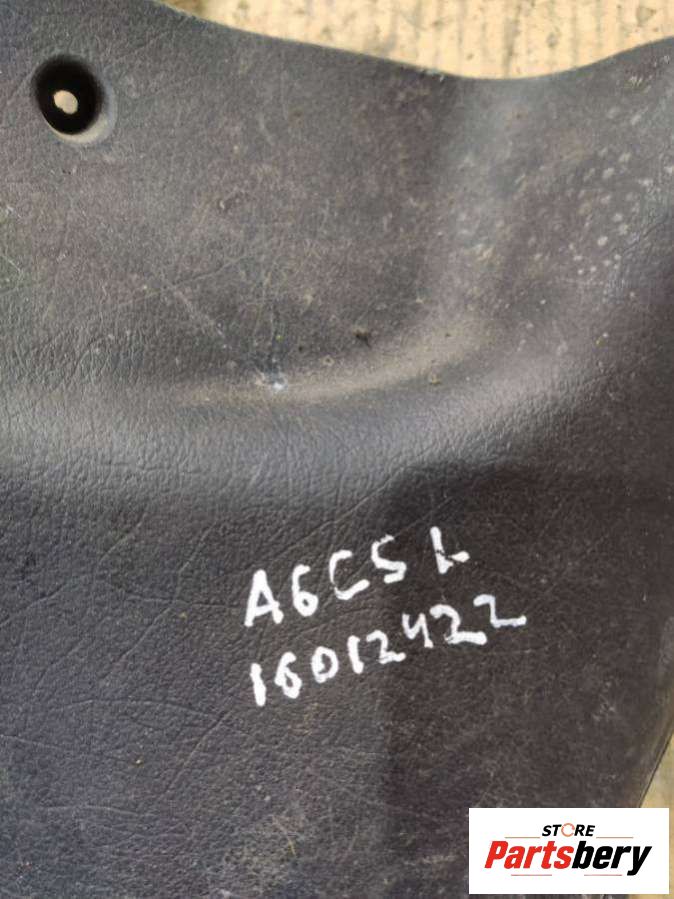 A6C5 L
16012422
STORE
Partsbery